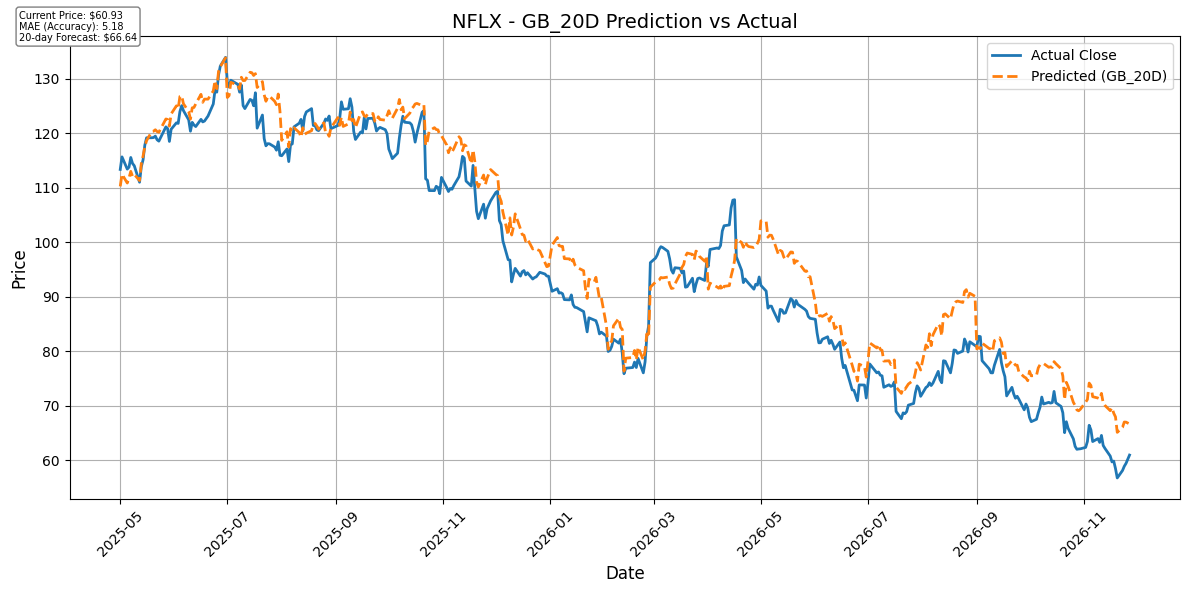 Current Price: $60.93
MAE (Accuracy): 5.18
20-day Forecast: $66.64
NFLX - GB_20D Prediction vs Actual
Actual Close
Predicted (GB_20D)
Price
130
120
110
100
90
80
70
60
2025-05
2025-07
2025-09
2025-11
2026-01
2026-03
2026-05
2026-07
2026-09
2026-11
Date